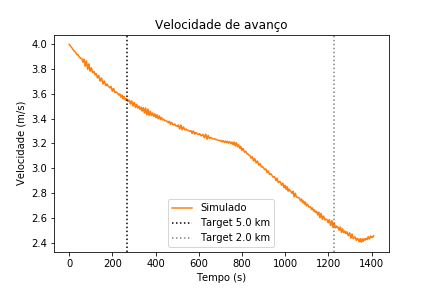 Velocidade de avanço
4.0
3.8
3.6
3.4
3.2
3.0
2.8
2.6
2.4
Velocidade (m/s)
Simulado
Target 5.0 km
Target 2.0 km
0 200 400 600 800 1000 1200 1400
Tempo (s)